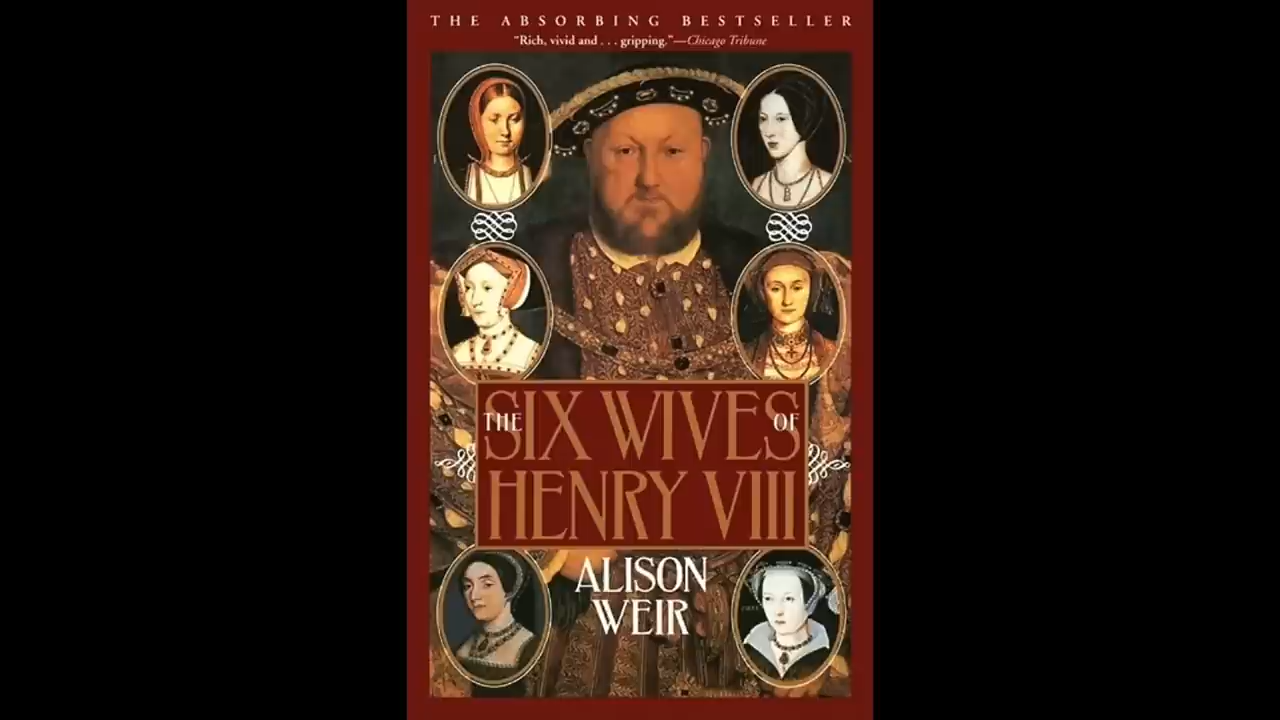 THE ABSORBING BESTSELLER
"Rich, vivid and . . . gripping."—Chicago Tribune
THE SIX WIVES OF
HENRY VIII
ALISON
WEIR